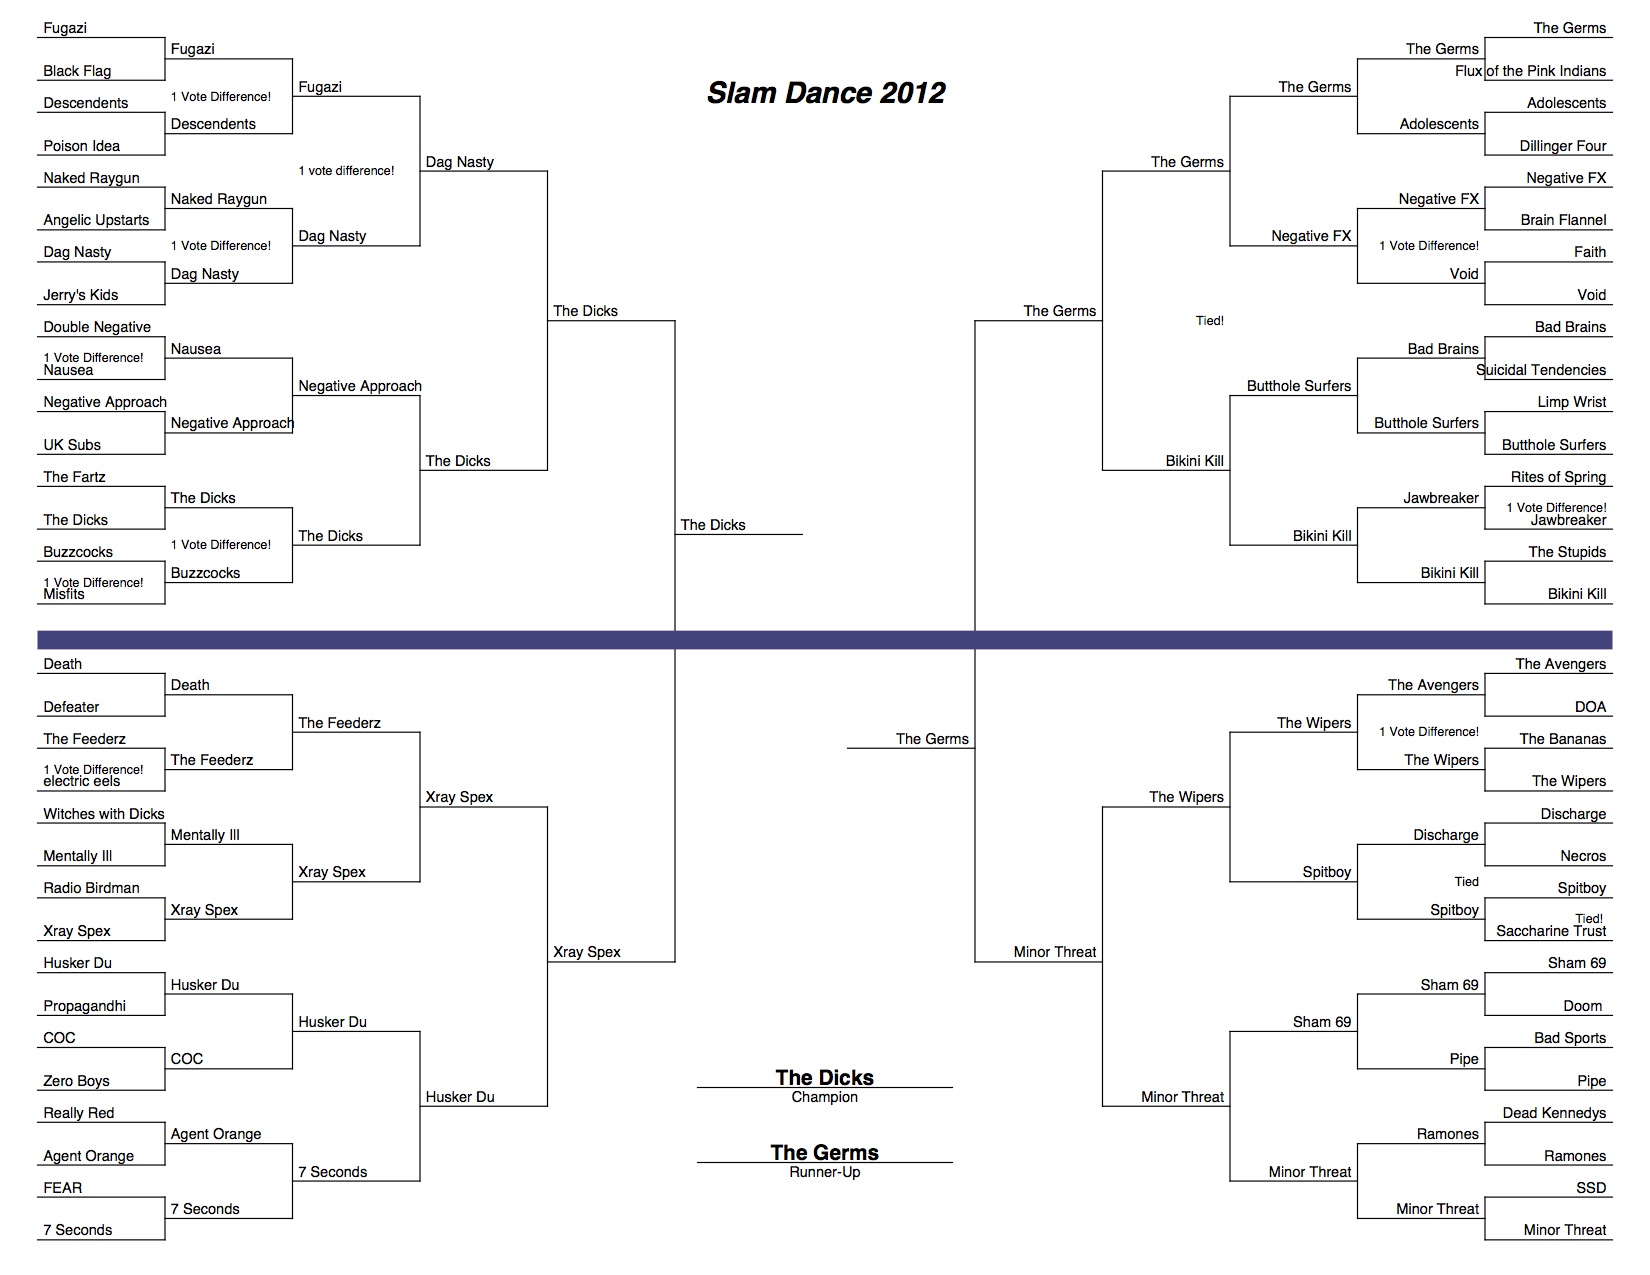 Slam Dance 2012
Fugazi
Fugazi
Black Flag
1 Vote Difference!
Fugazi
Descendents
Descendents
Poison Idea
1 vote difference!
Dag Nasty
Naked Raygun
Naked Raygun
Angelic Upstarts
1 Vote Difference!
Dag Nasty
Dag Nasty
Dag Nasty
Jerry's Kids
The Dicks
Double Negative
1 Vote Difference!
Nausea
Nausea
Negative Approach
Negative Approach
Negative Approach
UK Subs
The Dicks
The Fartz
The Dicks
The Dicks
1 Vote Difference!
The Dicks
Buzzcocks
1 Vote Difference!
Misfits
Buzzcocks
The Dicks
Death
Death
Defeater
The Feederz
The Feederz
1 Vote Difference!
electric eels
The Feederz
Xray Spex
Witches with Dicks
Mentally Ill
Mentally Ill
Xray Spex
Radio Birdman
Xray Spex
Xray Spex
Xray Spex
Husker Du
Husker Du
Propagandhi
Husker Du
COC
COC
Zero Boys
Husker Du
Really Red
Agent Orange
Agent Orange
7 Seconds
FEAR
7 Seconds
7 Seconds
The Germs
The Germs
Flux of the Pink Indians
The Germs
Adolescents
Adolescents
Dillinger Four
The Germs
Negative FX
Negative FX
Brain Flannel
Negative FX
1 Vote Difference!
Faith
Void
Void
The Germs
Tied!
Bad Brains
Bad Brains
Suicidal Tendencies
Butthole Surfers
Limp Wrist
Butthole Surfers
Butthole Surfers
Bikini Kill
Rites of Spring
Jawbreaker
1 Vote Difference!
Jawbreaker
Bikini Kill
The Stupids
Bikini Kill
Bikini Kill
The Avengers
The Avengers
DOA
The Wipers
1 Vote Difference!
The Bananas
The Wipers
The Wipers
The Germs
The Wipers
Discharge
Discharge
Necros
Spitboy
Tied
Spitboy
Spitboy
Tied!
Saccharine Trust
Minor Threat
Sham 69
Sham 69
Doom
Sham 69
Bad Sports
Pipe
Pipe
Minor Threat
Dead Kennedys
Ramones
Ramones
Minor Threat
SSD
Minor Threat
Minor Threat
The Dicks
Champion
The Germs
Runner-Up